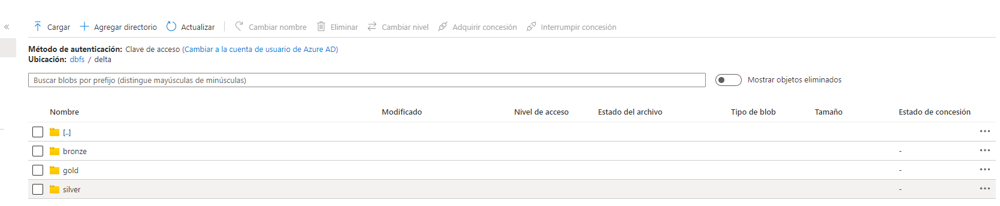 « Cargar Agregar directorio Actualizar Cambiar nombre Eliminar Cambiar nivel Adquirir concesión Interrumpir concesión
Método de autenticación: Clave de acceso (Cambiar a la cuenta de usuario de Azure AD)
Ubicación: dbfs / delta
Buscar blobs por prefijo (distingue mayúsculas de minúsculas) Mostrar objetos eliminados
Nombre Modificado Nivel de acceso Estado del archivo Tipo de blob Tamaño Estado de concesión
[..] ...
bronze - ...
gold - ...
silver - ...